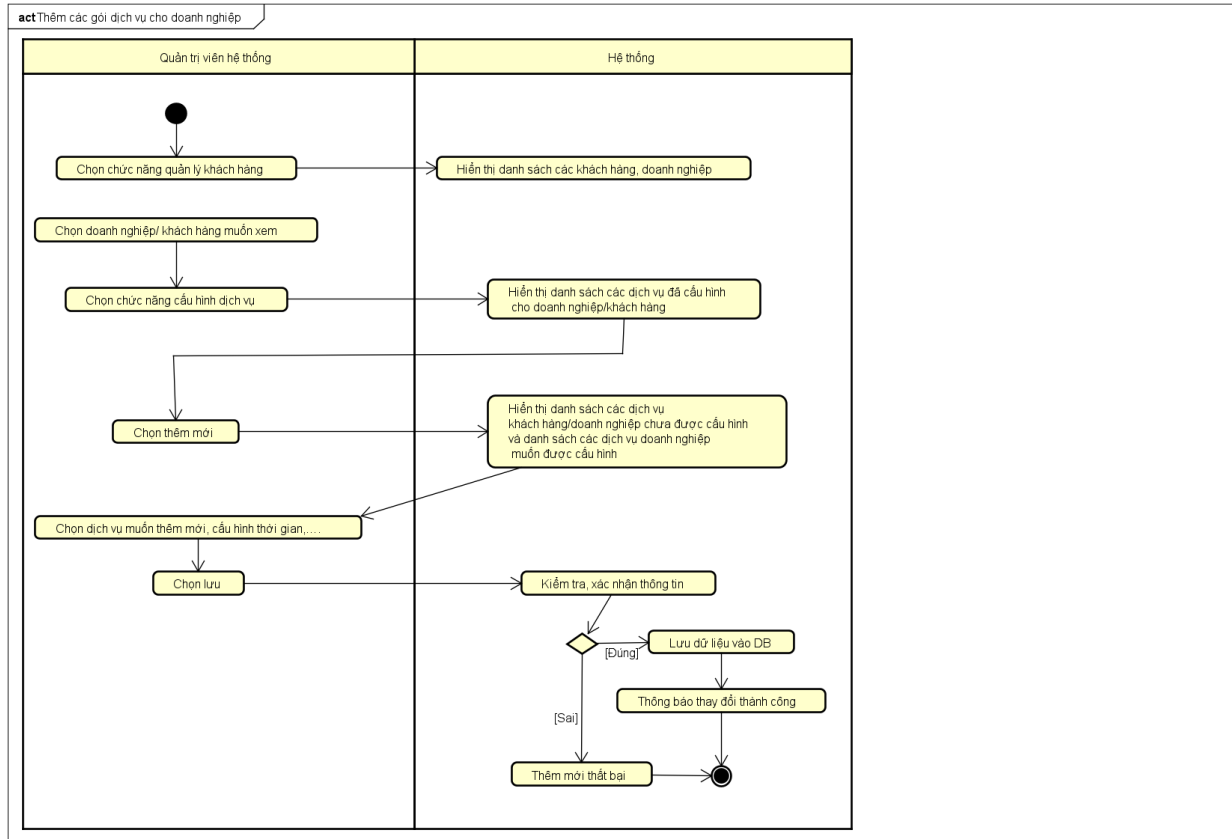 act Thêm các gói dịch vụ cho doanh nghiệp
Quản trị viên hệ thống
Hệ thống
Chọn chức năng quản lý khách hàng
Hiển thị danh sách các khách hàng, doanh nghiệp
Chọn doanh nghiệp/ khách hàng muốn xem
Chọn chức năng cấu hình dịch vụ
Hiển thị danh sách các dịch vụ đã cấu hình
cho doanh nghiệp/khách hàng
Chọn thêm mới
Hiển thị danh sách các dịch vụ
khách hàng/doanh nghiệp chưa được cấu hình
và danh sách các dịch vụ doanh nghiệp
muốn được cấu hình
Chọn dịch vụ muốn thêm mới, cấu hình thời gian,....
Chọn lưu
Kiểm tra, xác nhận thông tin
[Đúng]
Lưu dữ liệu vào DB
Thông báo thay đổi thành công
[Sai]
Thêm mới thất bại